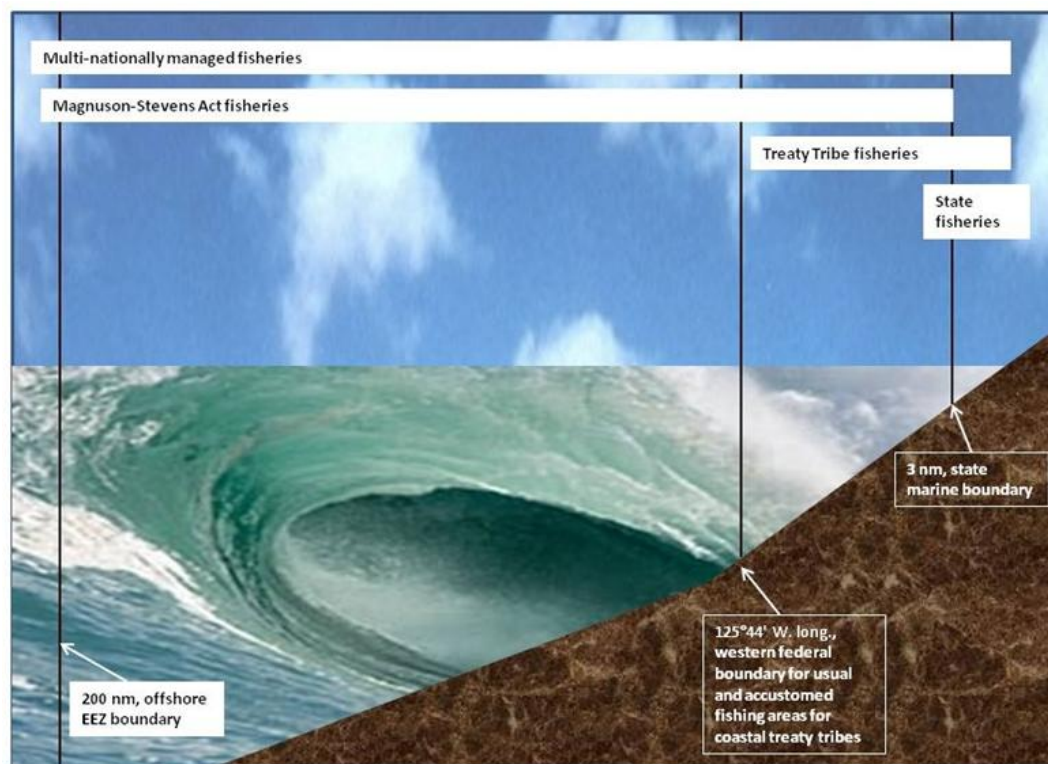 Multi-nationally managed fisheries
Magnuson-Stevens Act fisheries
Treaty Tribe fisheries
State
fisheries
3 nm, state
marine boundary
125°44' W. long.,
western federal
boundary for usual
and accustomed
fishing areas for
coastal treaty tribes
200 nm, offshore
EEZ boundary